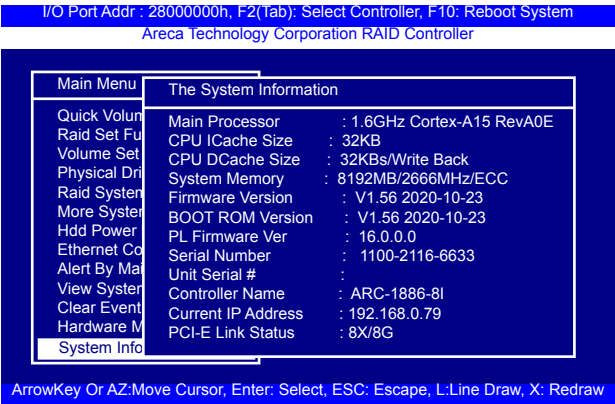 I/O Port Addr : 28000000h, F2(Tab): Select Controller, F10: Reboot System
Areca Technology Corporation RAID Controller
Main Menu
Quick Volum
Raid Set Fu
Volume Set
Physical Dri
Raid System
More System
Hdd Power
Ethernet Co
Alert By Mai
View System
Clear Event
Hardware M
System Info
The System Information
Main Processor : 1.6GHz Cortex-A15 RevA0E
CPU ICache Size : 32KB
CPU DCache Size : 32KBs/Write Back
System Memory : 8192MB/2666MHz/ECC
Firmware Version : V1.56 2020-10-23
BOOT ROM Version : V1.56 2020-10-23
PL Firmware Ver : 16.0.0.0
Serial Number : 1100-2116-6633
Unit Serial # :
Controller Name : ARC-1886-8I
Current IP Address : 192.168.0.79
PCI-E Link Status : 8X/8G
ArrowKey Or AZ:Move Cursor, Enter: Select, ESC: Escape, L:Line Draw, X: Redraw